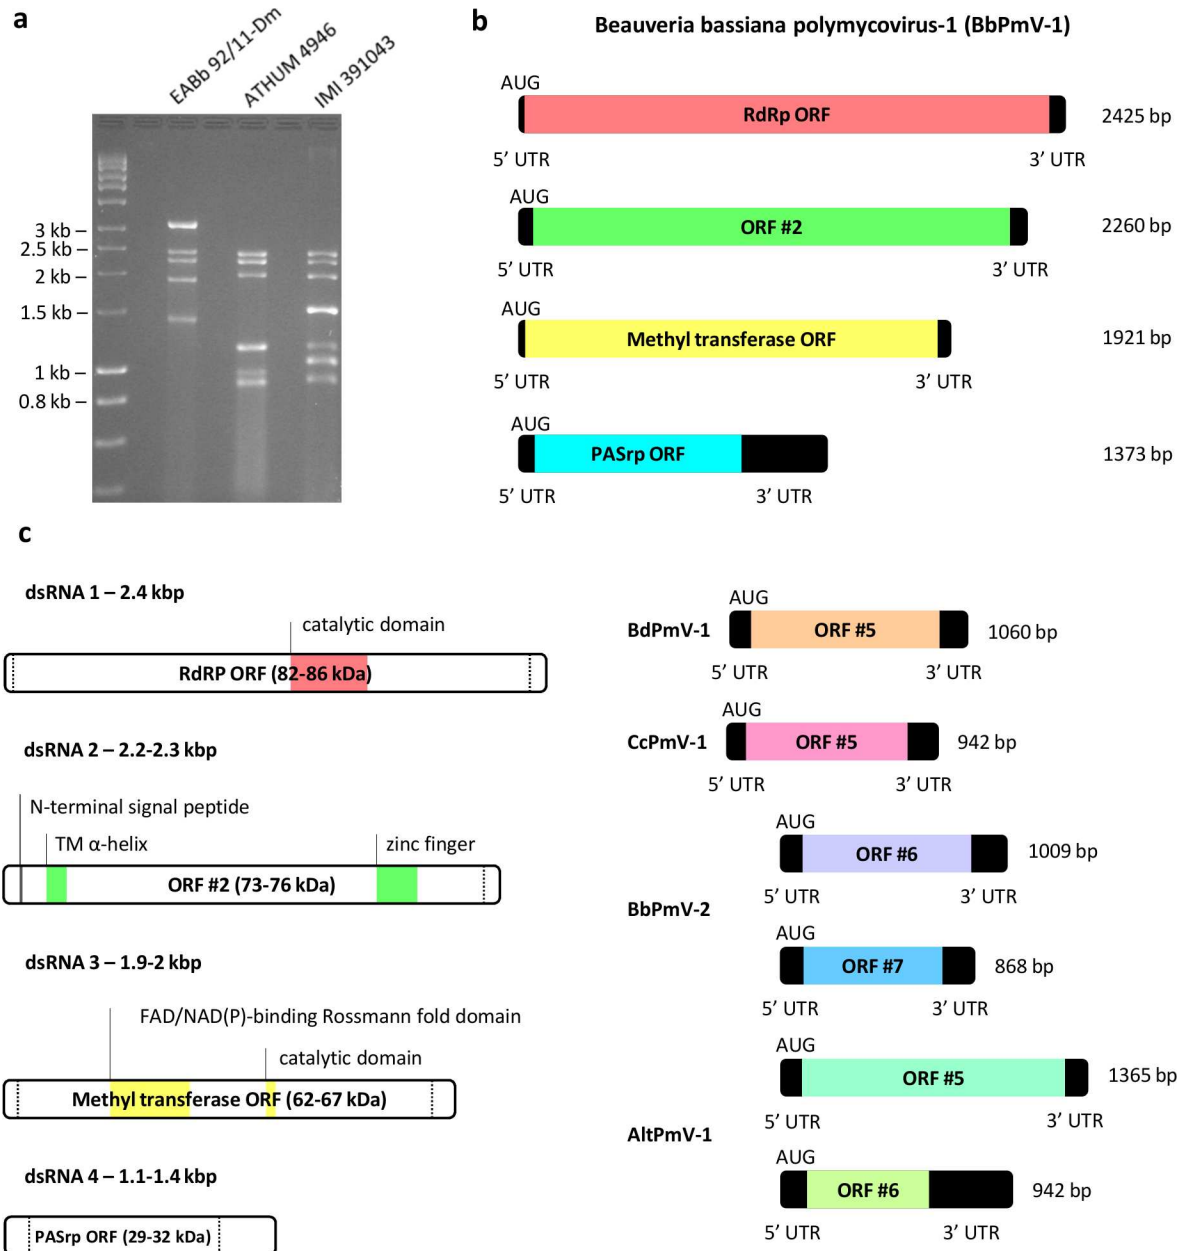 a
EABb 92/11-Dm
ATHUM 4946
IMI 391043
3 kb –
2.5 kb –
2 kb –
1.5 kb –
1 kb –
0.8 kb –
b
Beauveria bassiana polymycovirus-1 (BbPmV-1)
AUG
RdRp ORF
2425 bp
5’ UTR
3’ UTR
AUG
ORF #2
2260 bp
5’ UTR
3’ UTR
AUG
Methyl transferase ORF
1921 bp
5’ UTR
3’ UTR
AUG
PASrp ORF
1373 bp
5’ UTR
3’ UTR
c
dsRNA 1 – 2.4 kbp
catalytic domain
RdRP ORF (82-86 kDa)
dsRNA 2 – 2.2-2.3 kbp
N-terminal signal peptide
TM α-helix
zinc finger
ORF #2 (73-76 kDa)
dsRNA 3 – 1.9-2 kbp
FAD/NAD(P)-binding Rossmann fold domain
catalytic domain
Methyl transferase ORF (62-67 kDa)
dsRNA 4 – 1.1-1.4 kbp
PASrp ORF (29-32 kDa)
AUG
BdPmV-1
ORF #5
1060 bp
5’ UTR
3’ UTR
AUG
CcPmV-1
ORF #5
942 bp
5’ UTR
3’ UTR
AUG
ORF #6
1009 bp
5’ UTR
3’ UTR
BbPmV-2
AUG
ORF #7
868 bp
5’ UTR
3’ UTR
AUG
ORF #5
1365 bp
5’ UTR
3’ UTR
AltPmV-1
AUG
ORF #6
942 bp
5’ UTR
3’ UTR